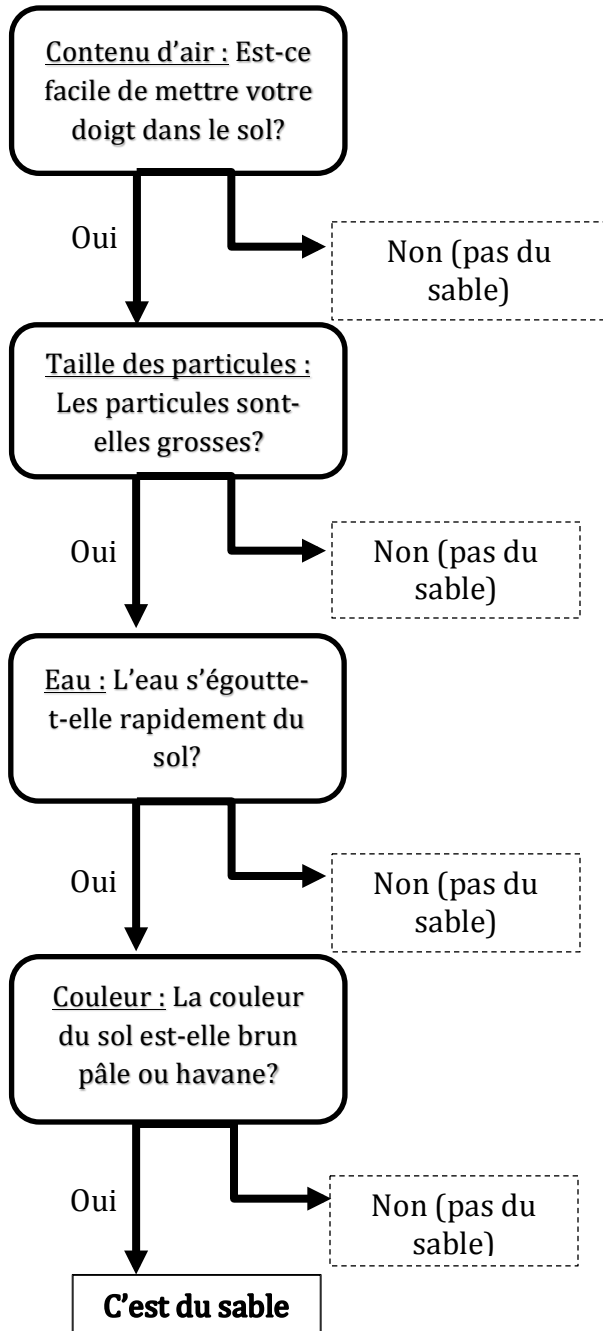 Contenu d'air : Est-ce
facile de mettre votre
doigt dans le sol?
Oui
Non (pas du
sable)
Taille des particules :
Les particules sont-
elles grosses?
Oui
Non (pas du
sable)
Eau : L'eau s'égoutte-
t-elle rapidement du
sol?
Oui
Non (pas du
sable)
Couleur : La couleur
du sol est-elle brun
pâle ou havane?
Oui
Non (pas du
sable)
C'est du sable